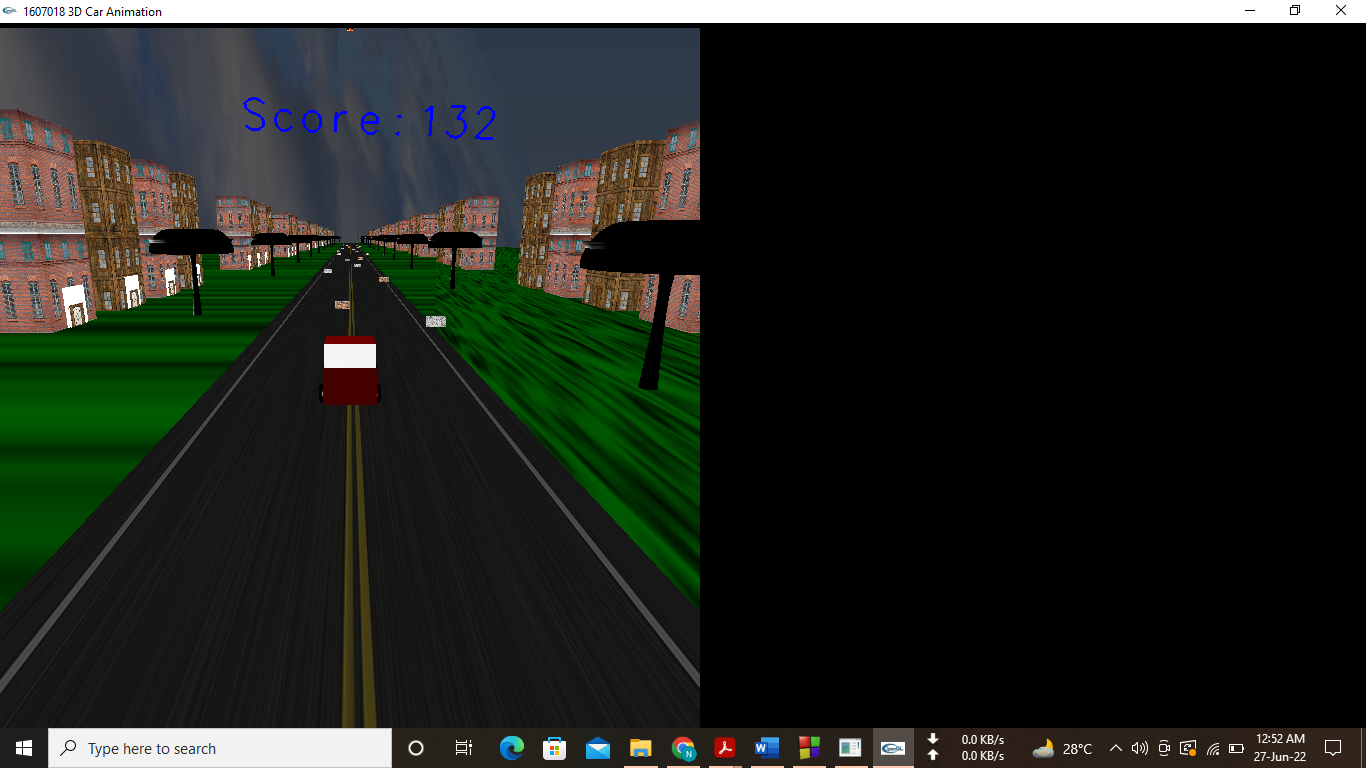 1607018 3D Car Animation
Score:132
Type here to search
0.0 KB/s
0.0 KB/s
28°C
12:52 AM
27-Jun-22